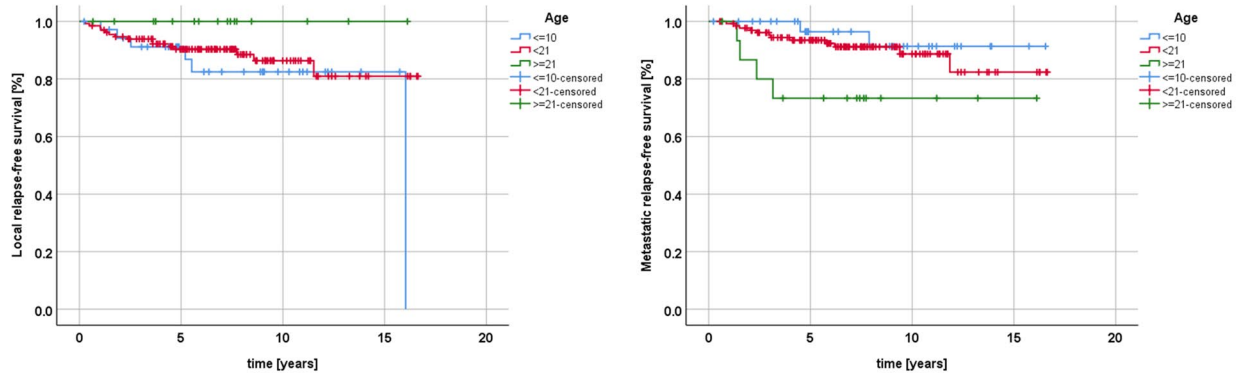 Local relapse-free survival [%]
1.0
0.8
0.6
0.4
0.2
0.0
0 5 10 15 20
time [years]
Age
<=10
<21
>=21
<=10-censored
<21-censored
>=21-censored
Metastatic relapse-free survival [%]
1.0
0.8
0.6
0.4
0.2
0.0
0 5 10 15 20
time [years]
Age
<=10
<21
>=21
<=10-censored
<21-censored
>=21-censored